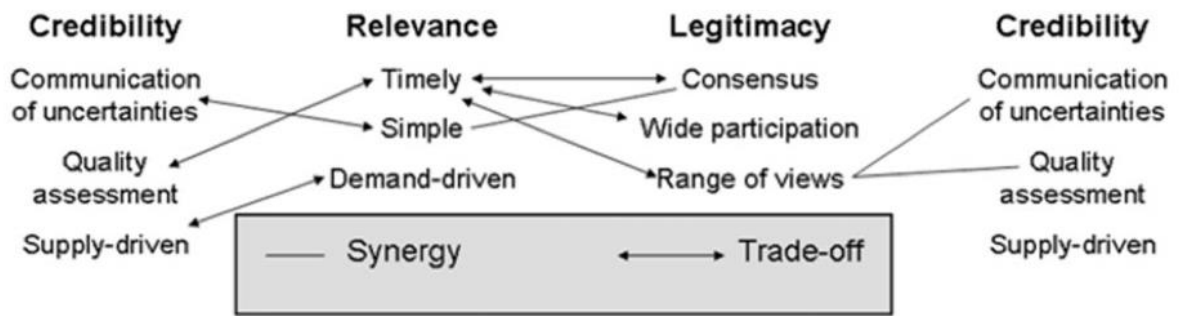 Credibility Relevance Legitimacy Credibility
Communication Timely Consensus Communication
of uncertainties Simple Wide participation of uncertainties
Quality Demand-driven Range of views Quality
assessment assessment
Supply-driven Supply-driven
Synergy Trade-off